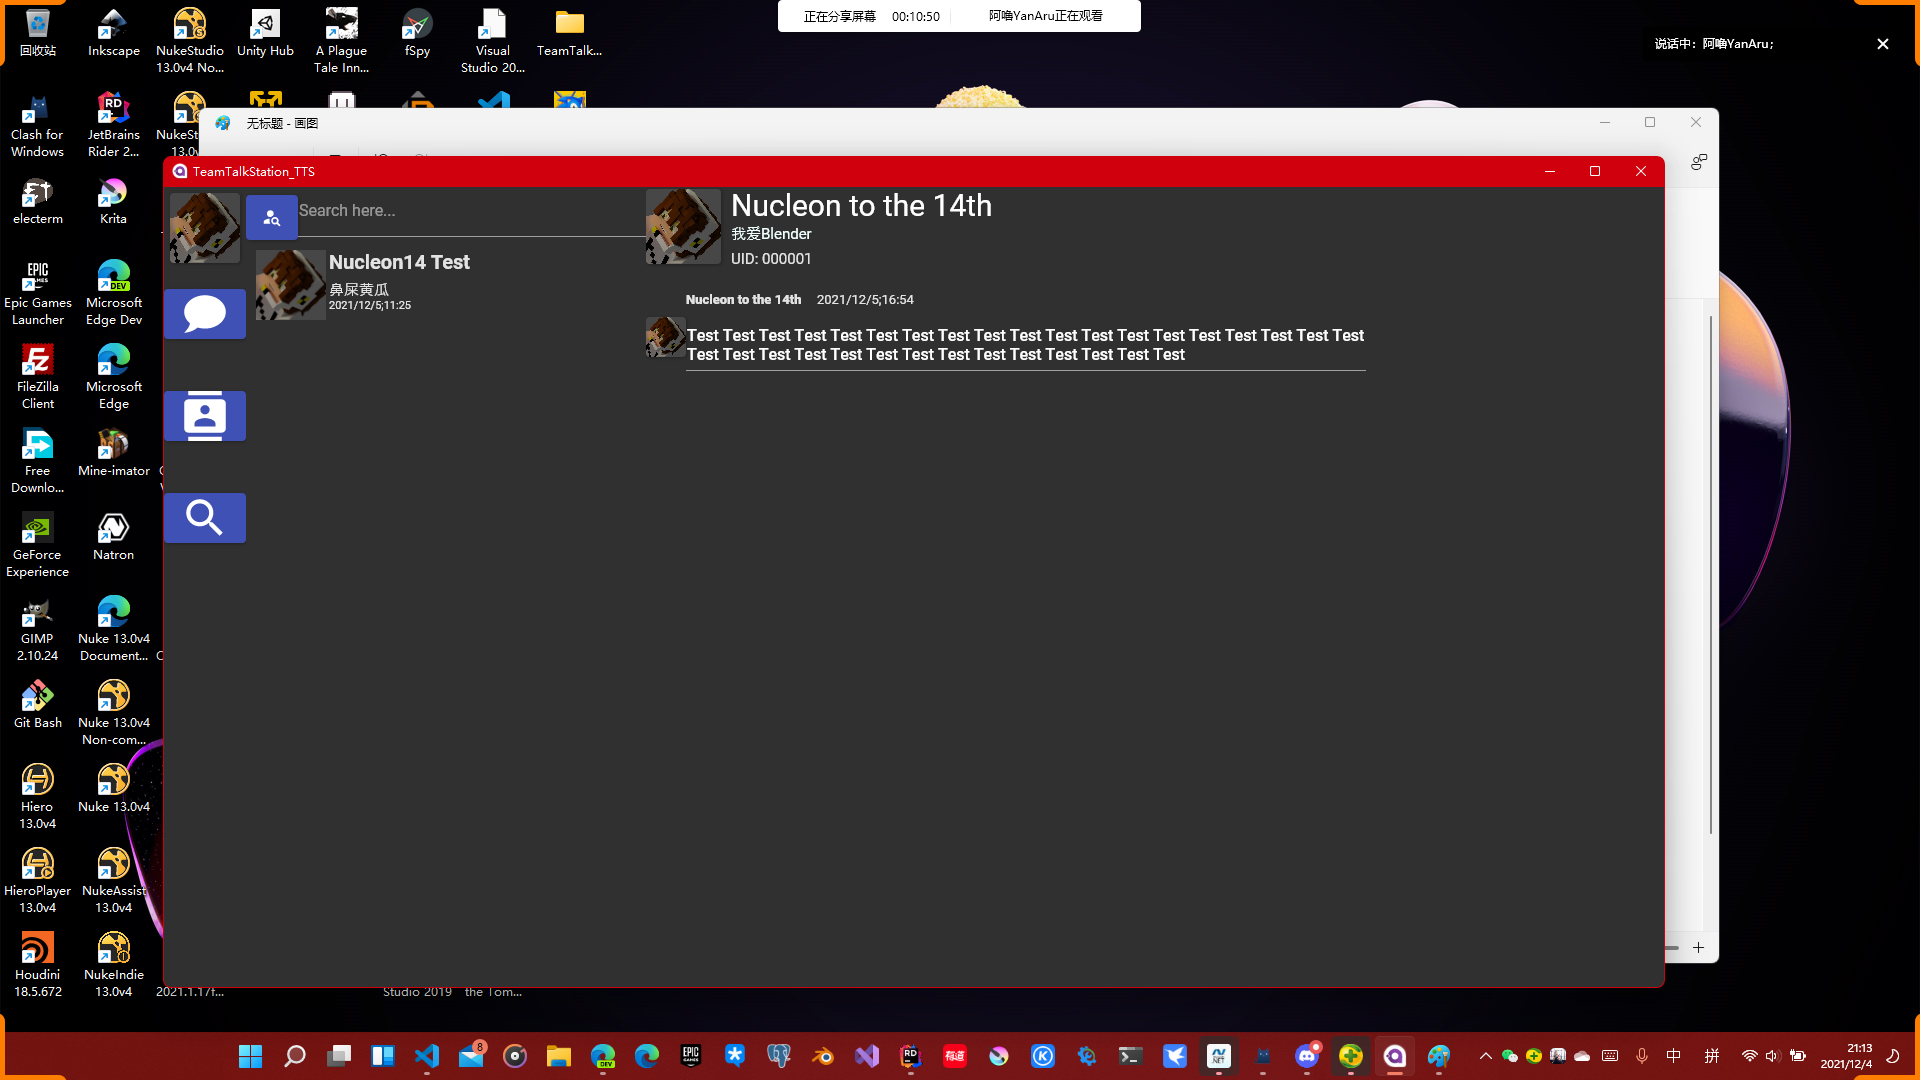 正在分享屏幕 00:10:50 阿唤YanAru正在观看
说话中: 阿唤YanAru;
回收站
Inkscape
NukeStudio
13.0v4 No...
Unity Hub
A Plague
Tale Inn...
fSpy
Visual
Studio 20...
TeamTalk...
Clash for
Windows
JetBrains
Rider 2...
NukeSt
13.0v
electerm
Krita
Epic Games
Launcher
Microsoft
Edge Dev
FileZilla
Client
Microsoft
Edge
Free
Downlo...
Mine-imator
GeForce
Experience
Natron
GIMP
2.10.24
Nuke 13.0v4
Document...
Git Bash
Nuke 13.0v4
Non-com...
Hiero
13.0v4
Nuke 13.0v4
HieroPlayer
13.0v4
NukeAssist
13.0v4
Houdini
18.5.672
NukeIndie
13.0v4
2021.1.17f...
Studio 2019
the Tom...
无标题 - 画图
TeamTalkStation_TTS
Search here...
Nucleon14 Test
鼻屎黄瓜
2021/12/5;11:25
Nucleon to the 14th
我爱Blender
UID: 000001
Nucleon to the 14th 2021/12/5;16:54
Test Test Test Test Test Test Test Test Test Test Test Test Test Test Test Test Test Test Test
Test Test Test Test Test Test Test Test Test Test Test Test Test Test
8
中
拼
21:13
2021/12/4